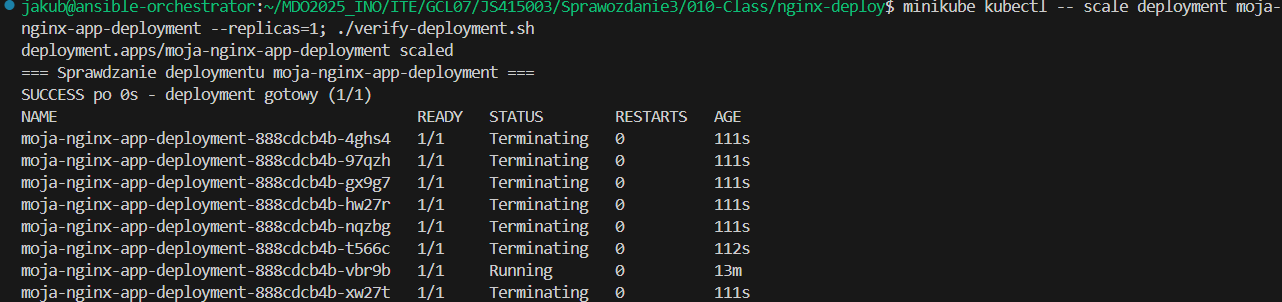 jakub@ansible-orchestrator:~/MDO2025_INO/ITE/GCL07/JS415003/Sprawozdanie3/010-Class/nginx-deploy$ minikube kubectl -- scale deployment moja-
nginx-app-deployment --replicas=1; ./verify-deployment.sh
deployment.apps/moja-nginx-app-deployment scaled
=== Sprawdzanie deploymentu moja-nginx-app-deployment ===
SUCCESS po 0s - deployment gotowy (1/1)
NAME READY STATUS RESTARTS AGE
moja-nginx-app-deployment-888cdcb4b-4ghs4 1/1 Terminating 0 111s
moja-nginx-app-deployment-888cdcb4b-97qzh 1/1 Terminating 0 111s
moja-nginx-app-deployment-888cdcb4b-gx9g7 1/1 Terminating 0 111s
moja-nginx-app-deployment-888cdcb4b-hw27r 1/1 Terminating 0 111s
moja-nginx-app-deployment-888cdcb4b-nqzbg 1/1 Terminating 0 111s
moja-nginx-app-deployment-888cdcb4b-t566c 1/1 Terminating 0 112s
moja-nginx-app-deployment-888cdcb4b-vbr9b 1/1 Running 0 13m
moja-nginx-app-deployment-888cdcb4b-xw27t 1/1 Terminating 0 111s